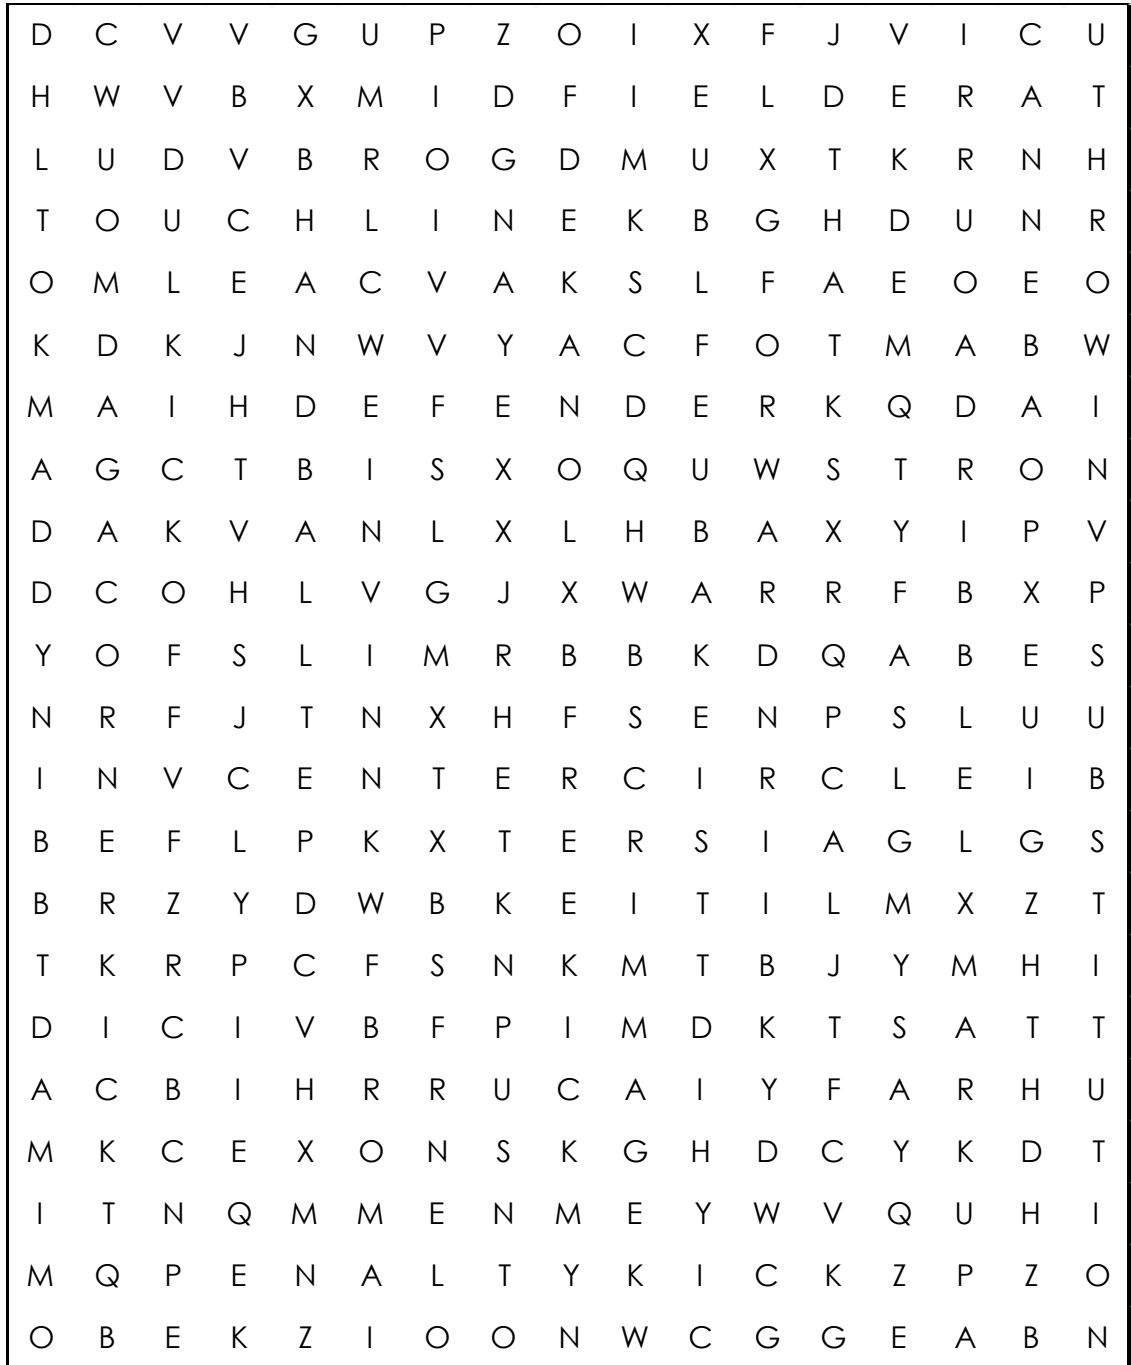 D C V V G U P Z O I X F J V I C U
H W V B X M I D F I E L D E R A T
L U D V B R O G D M U X T K R N H
T O U C H L I N E K B G H D U N R
O M L E A C V A K S L F A E O E O
K D K J N W V Y A C F O T M A B W
M A I H D E F E N D E R K Q D A I
A G C T B I S X O Q U W S T R O N
D A K V A N L X L H B A X Y I P V
D C O H L V G J X W A R R F B X P
Y O F S L I M R B B K D Q A B E S
N R F J T N X H F S E N P S L U U
I N V C E N T E R C I R C L E I B
B E F L P K X T E R S I A G L G S
B R Z Y D W B K E I T I L M X Z T
T K R P C F S N K M T B J Y M H I
D I C I V B F P I M D K T S A T T
A C B I H R R U C A I Y F A R H U
M K C E X O N S K G H D C Y K D T
I T N Q M M E N M E Y W V Q U H I
M Q P E N A L T Y K I C K Z P Z O
O B E K Z I O O N W C G G E A B N